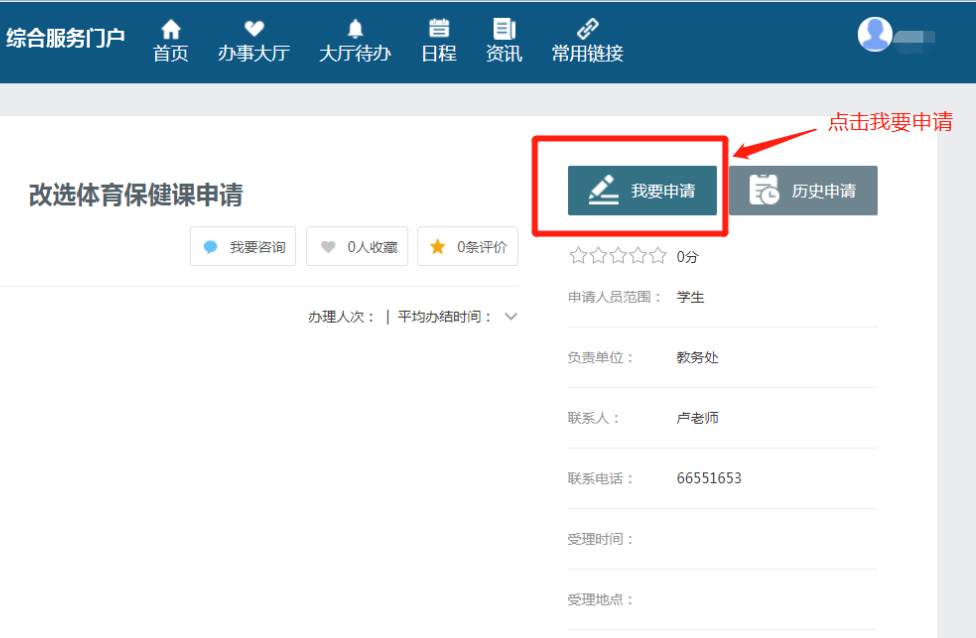 综合服务门户
首页 办事大厅 大厅待办 日程 资讯 常用链接
点击我要申请
改选体育保健课申请
我要申请 历史申请
我要咨询 0人收藏 0条评价
0分
申请人员范围： 学生
办理人次： | 平均办结时间：
负责单位： 教务处
联系人： 卢老师
联系电话： 66551653
受理时间：
受理地点：